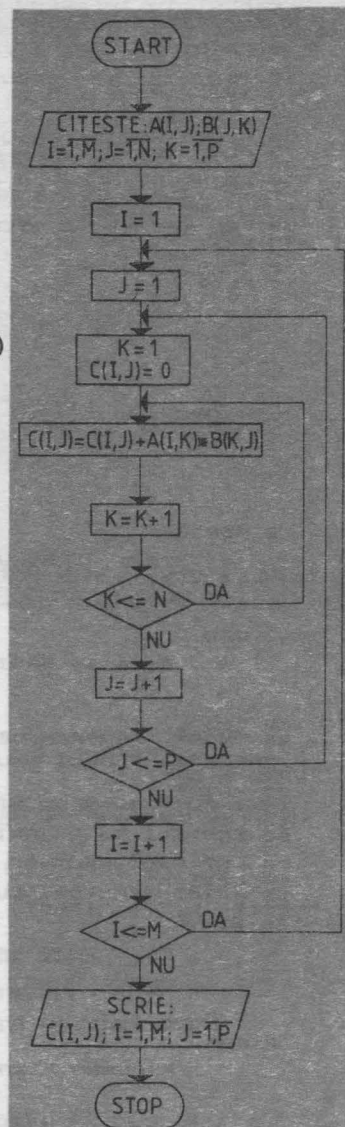 START
CITESTE: A(I,J); B(J,K)
I=1,M; J=1,N; K=1,P
I = 1
J = 1
K = 1
C(I,J) = 0
C(I,J)=C(I,J)+A(I,K)*B(K,J)
K = K+1
K <= N
DA
NU
J = J+1
J <= P
DA
NU
I = I+1
I<=M
DA
NU
SCRIE:
C(I,J); I=1,M; J=1,P
STOP
)